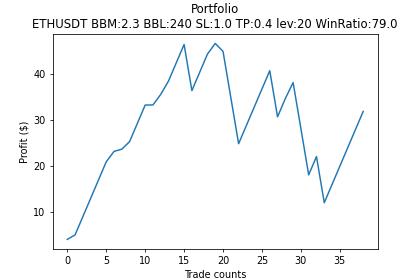 Portfolio
ETHUSDT BBM:2.3 BBL:240 SL:1.0 TP:0.4 lev:20 WinRatio:79.0
40
30
20
10
Profit ($)
0 5 10 15 20 25 30 35
Trade counts